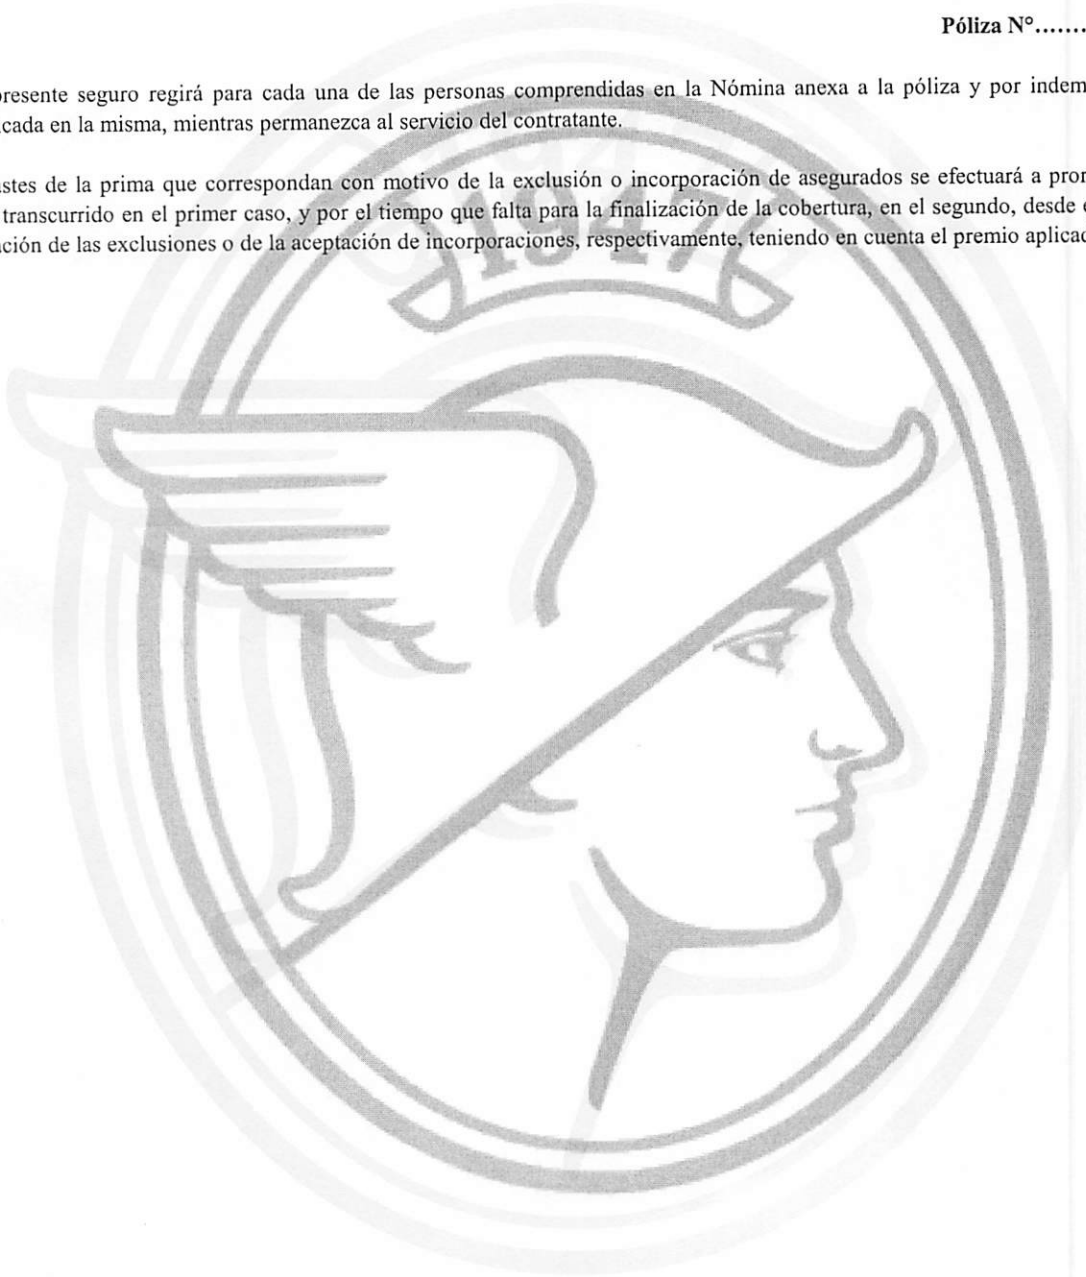 Póliza N°.......
presente seguro regirá para cada una de las personas comprendidas en la Nómina anexa a la póliza y por indem
cada en la misma, mientras permanezca al servicio del contratante.
stes de la prima que correspondan con motivo de la exclusión o incorporación de asegurados se efectuará a pror
transcurrido en el primer caso, y por el tiempo que falta para la finalización de la cobertura, en el segundo, desde e
ción de las exclusiones o de la aceptación de incorporaciones, respectivamente, teniendo en cuenta el premio aplicad
1947